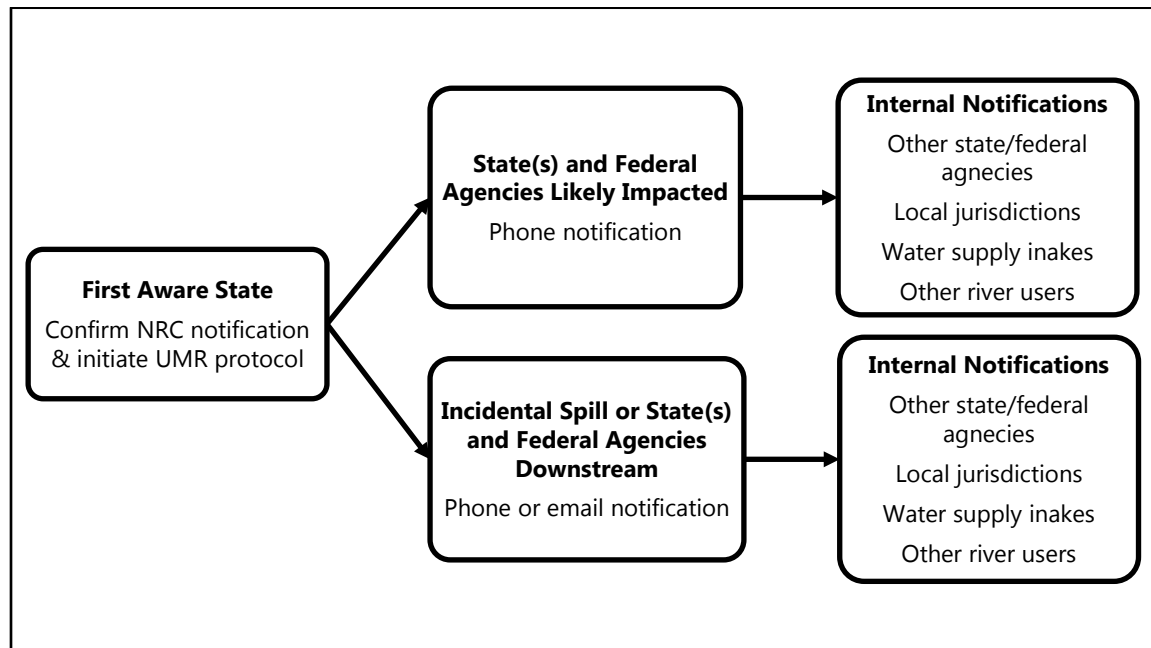 First Aware State
Confirm NRC notification
& initiate UMR protocol
State(s) and Federal
Agencies Likely Impacted
Phone notification
Internal Notifications
Other state/federal
agnecies
Local jurisdictions
Water supply inakes
Other river users
Incidental Spill or State(s)
and Federal Agencies
Downstream
Phone or email notification
Internal Notifications
Other state/federal
agnecies
Local jurisdictions
Water supply inakes
Other river users